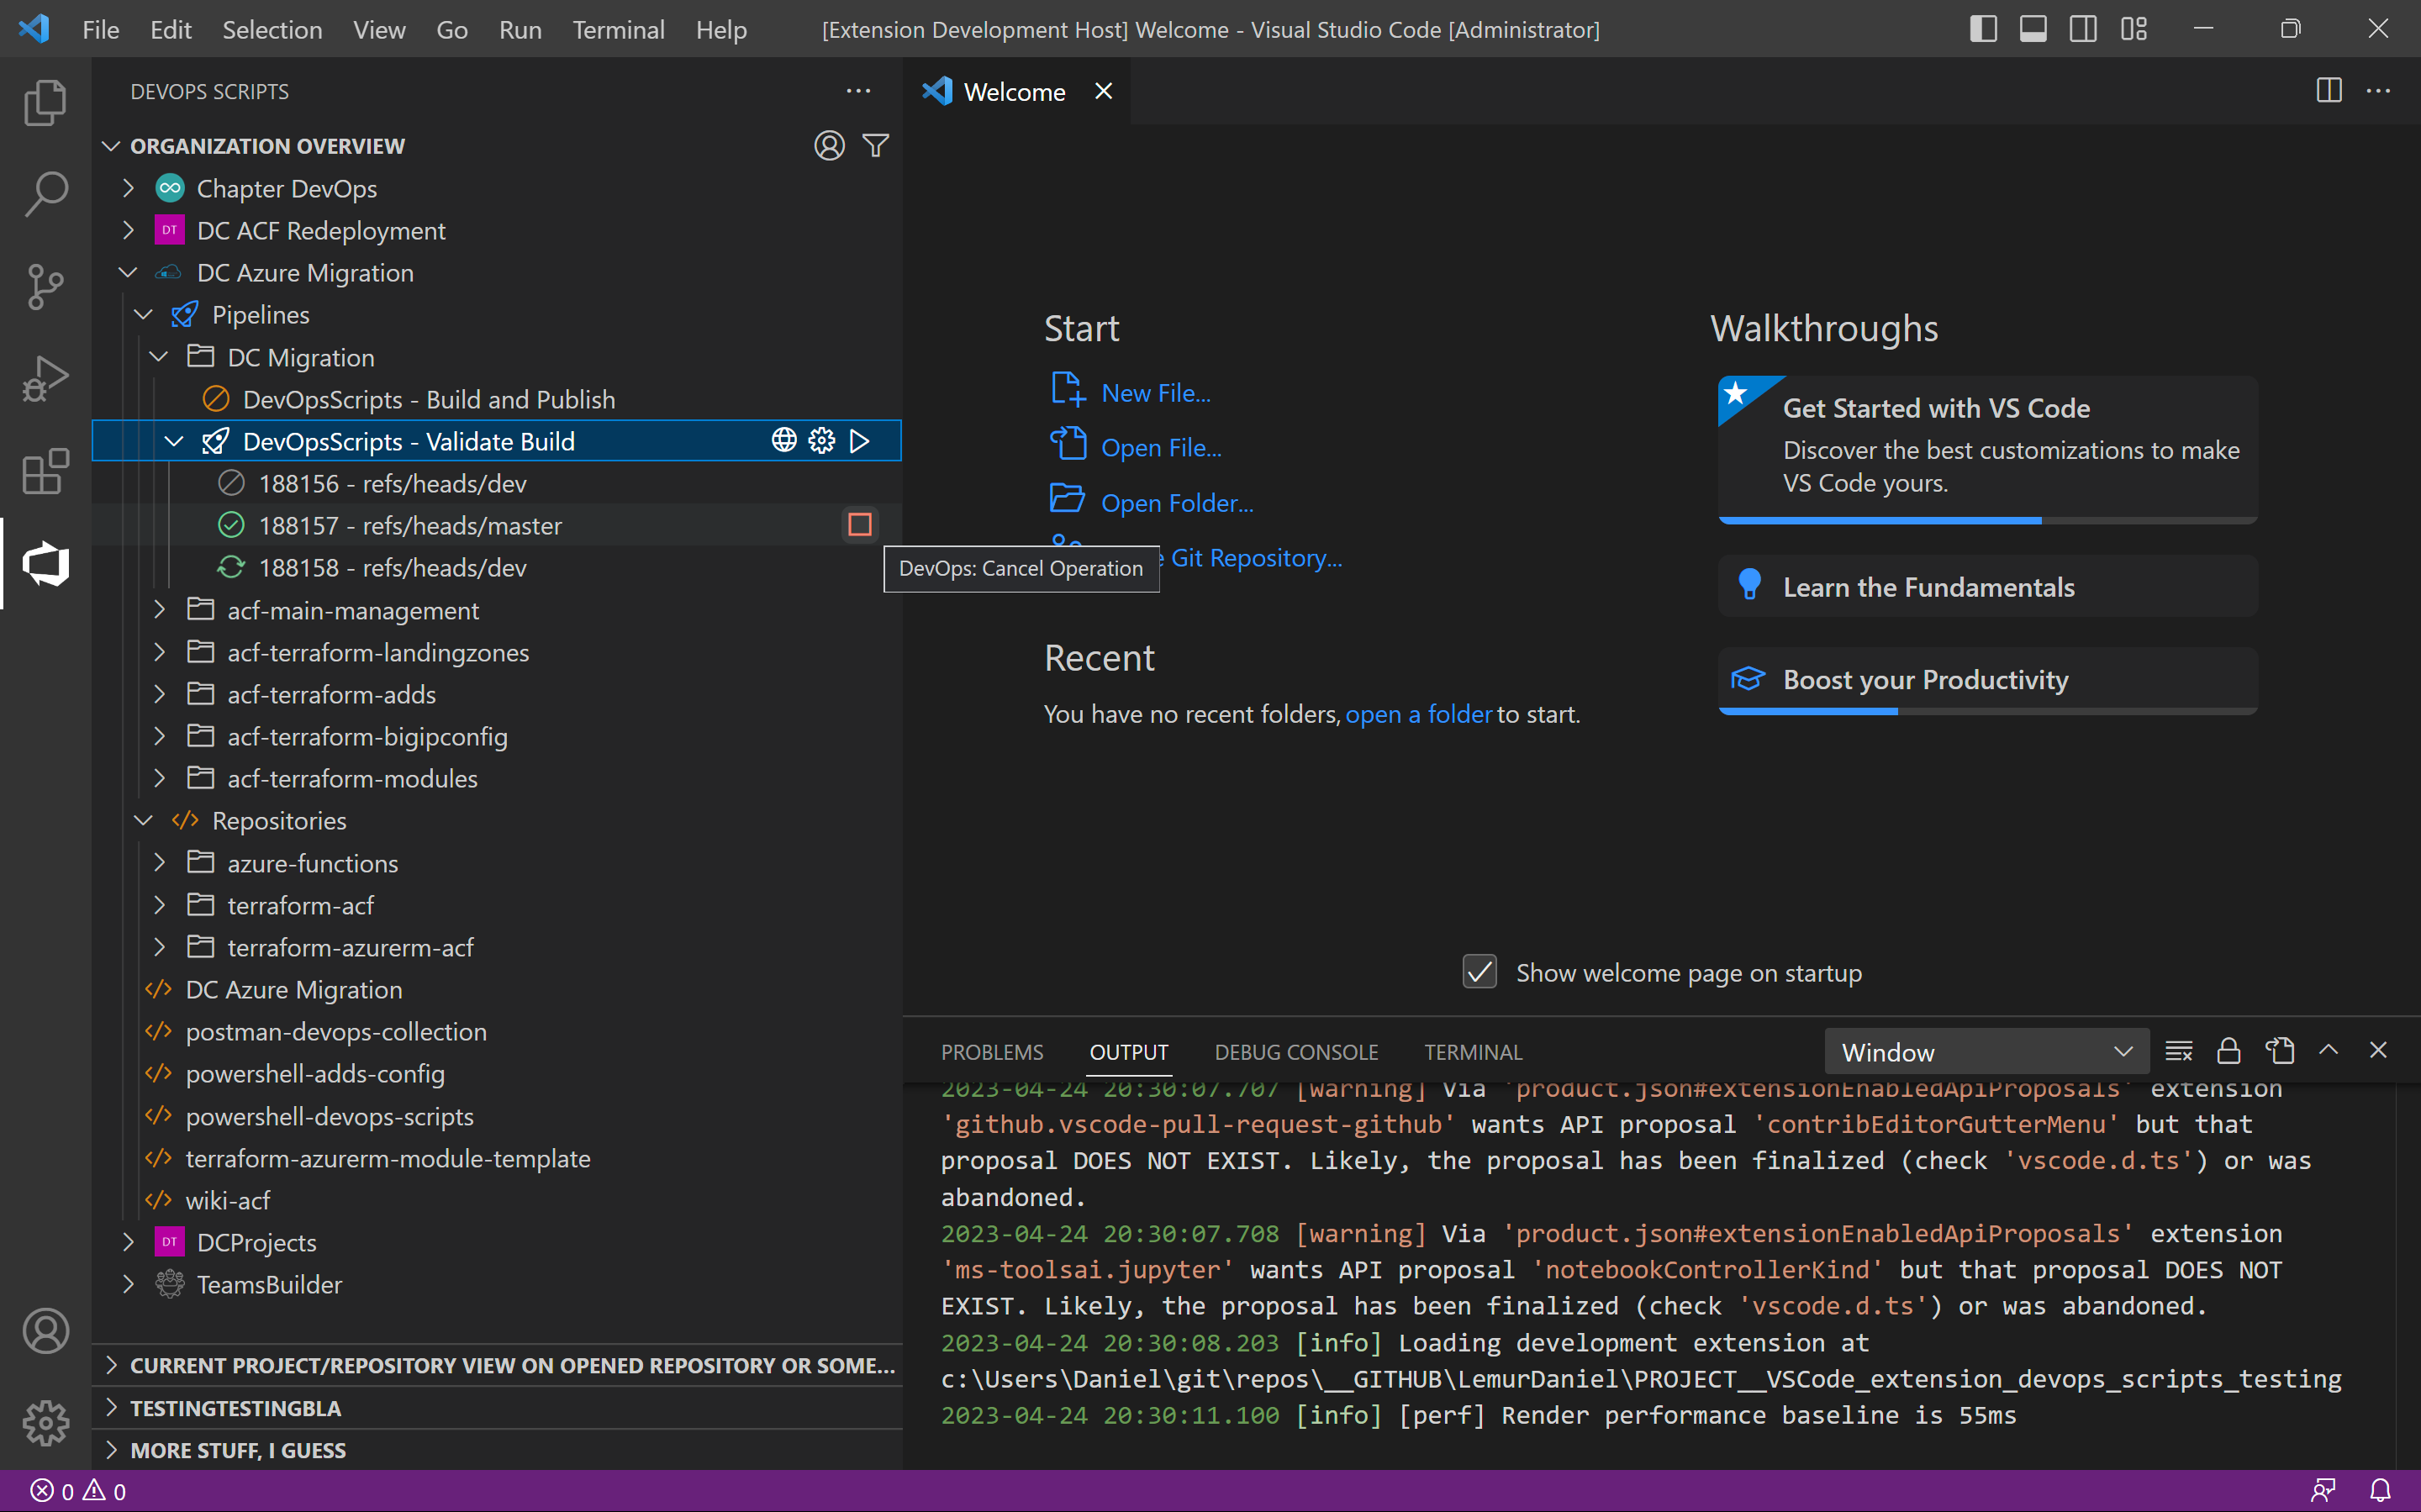 File Edit Selection View Go Run Terminal Help [Extension Development Host] Welcome - Visual Studio Code [Administrator]
DEVOPS SCRIPTS
ORGANIZATION OVERVIEW
Chapter DevOps
DT DC ACF Redeployment
DC Azure Migration
Pipelines
DC Migration
DevOpsScripts - Build and Publish
DevOpsScripts - Validate Build
188156 - refs/heads/dev
188157 - refs/heads/master
188158 - refs/heads/dev
acf-main-management
acf-terraform-landingzones
acf-terraform-adds
acf-terraform-bigipconfig
acf-terraform-modules
Repositories
azure-functions
terraform-acf
terraform-azurerm-acf
DC Azure Migration
postman-devops-collection
powershell-adds-config
powershell-devops-scripts
terraform-azurerm-module-template
wiki-acf
DT DCProjects
TeamsBuilder
CURRENT PROJECT/REPOSITORY VIEW ON OPENED REPOSITORY OR SOME...
TESTINGTESTINGBLA
MORE STUFF, I GUESS
Welcome
Start
New File...
Open File...
Open Folder...
Git Repository...
DevOps: Cancel Operation
Recent
You have no recent folders, open a folder to start.
Walkthroughs
Get Started with VS Code
Discover the best customizations to make
VS Code yours.
Learn the Fundamentals
Boost your Productivity
Show welcome page on startup
PROBLEMS OUTPUT DEBUG CONSOLE TERMINAL Window
2023-04-24 20:30:07.707 [warning] Via 'product.json#extensionEnabledApiProposals' extension
'github.vscode-pull-request-github' wants API proposal 'contribEditorGutterMenu' but that
proposal DOES NOT EXIST. Likely, the proposal has been finalized (check 'vscode.d.ts') or was
abandoned.
2023-04-24 20:30:07.708 [warning] Via 'product.json#extensionEnabledApiProposals' extension
'ms-toolsai.jupyter' wants API proposal 'notebookControllerKind' but that proposal DOES NOT
EXIST. Likely, the proposal has been finalized (check 'vscode.d.ts') or was abandoned.
2023-04-24 20:30:08.203 [info] Loading development extension at
c:\Users\Daniel\git\repos\__GITHUB\LemurDaniel\PROJECT__VSCode_extension_devops_scripts_testing
2023-04-24 20:30:11.100 [info] [perf] Render performance baseline is 55ms
0 0